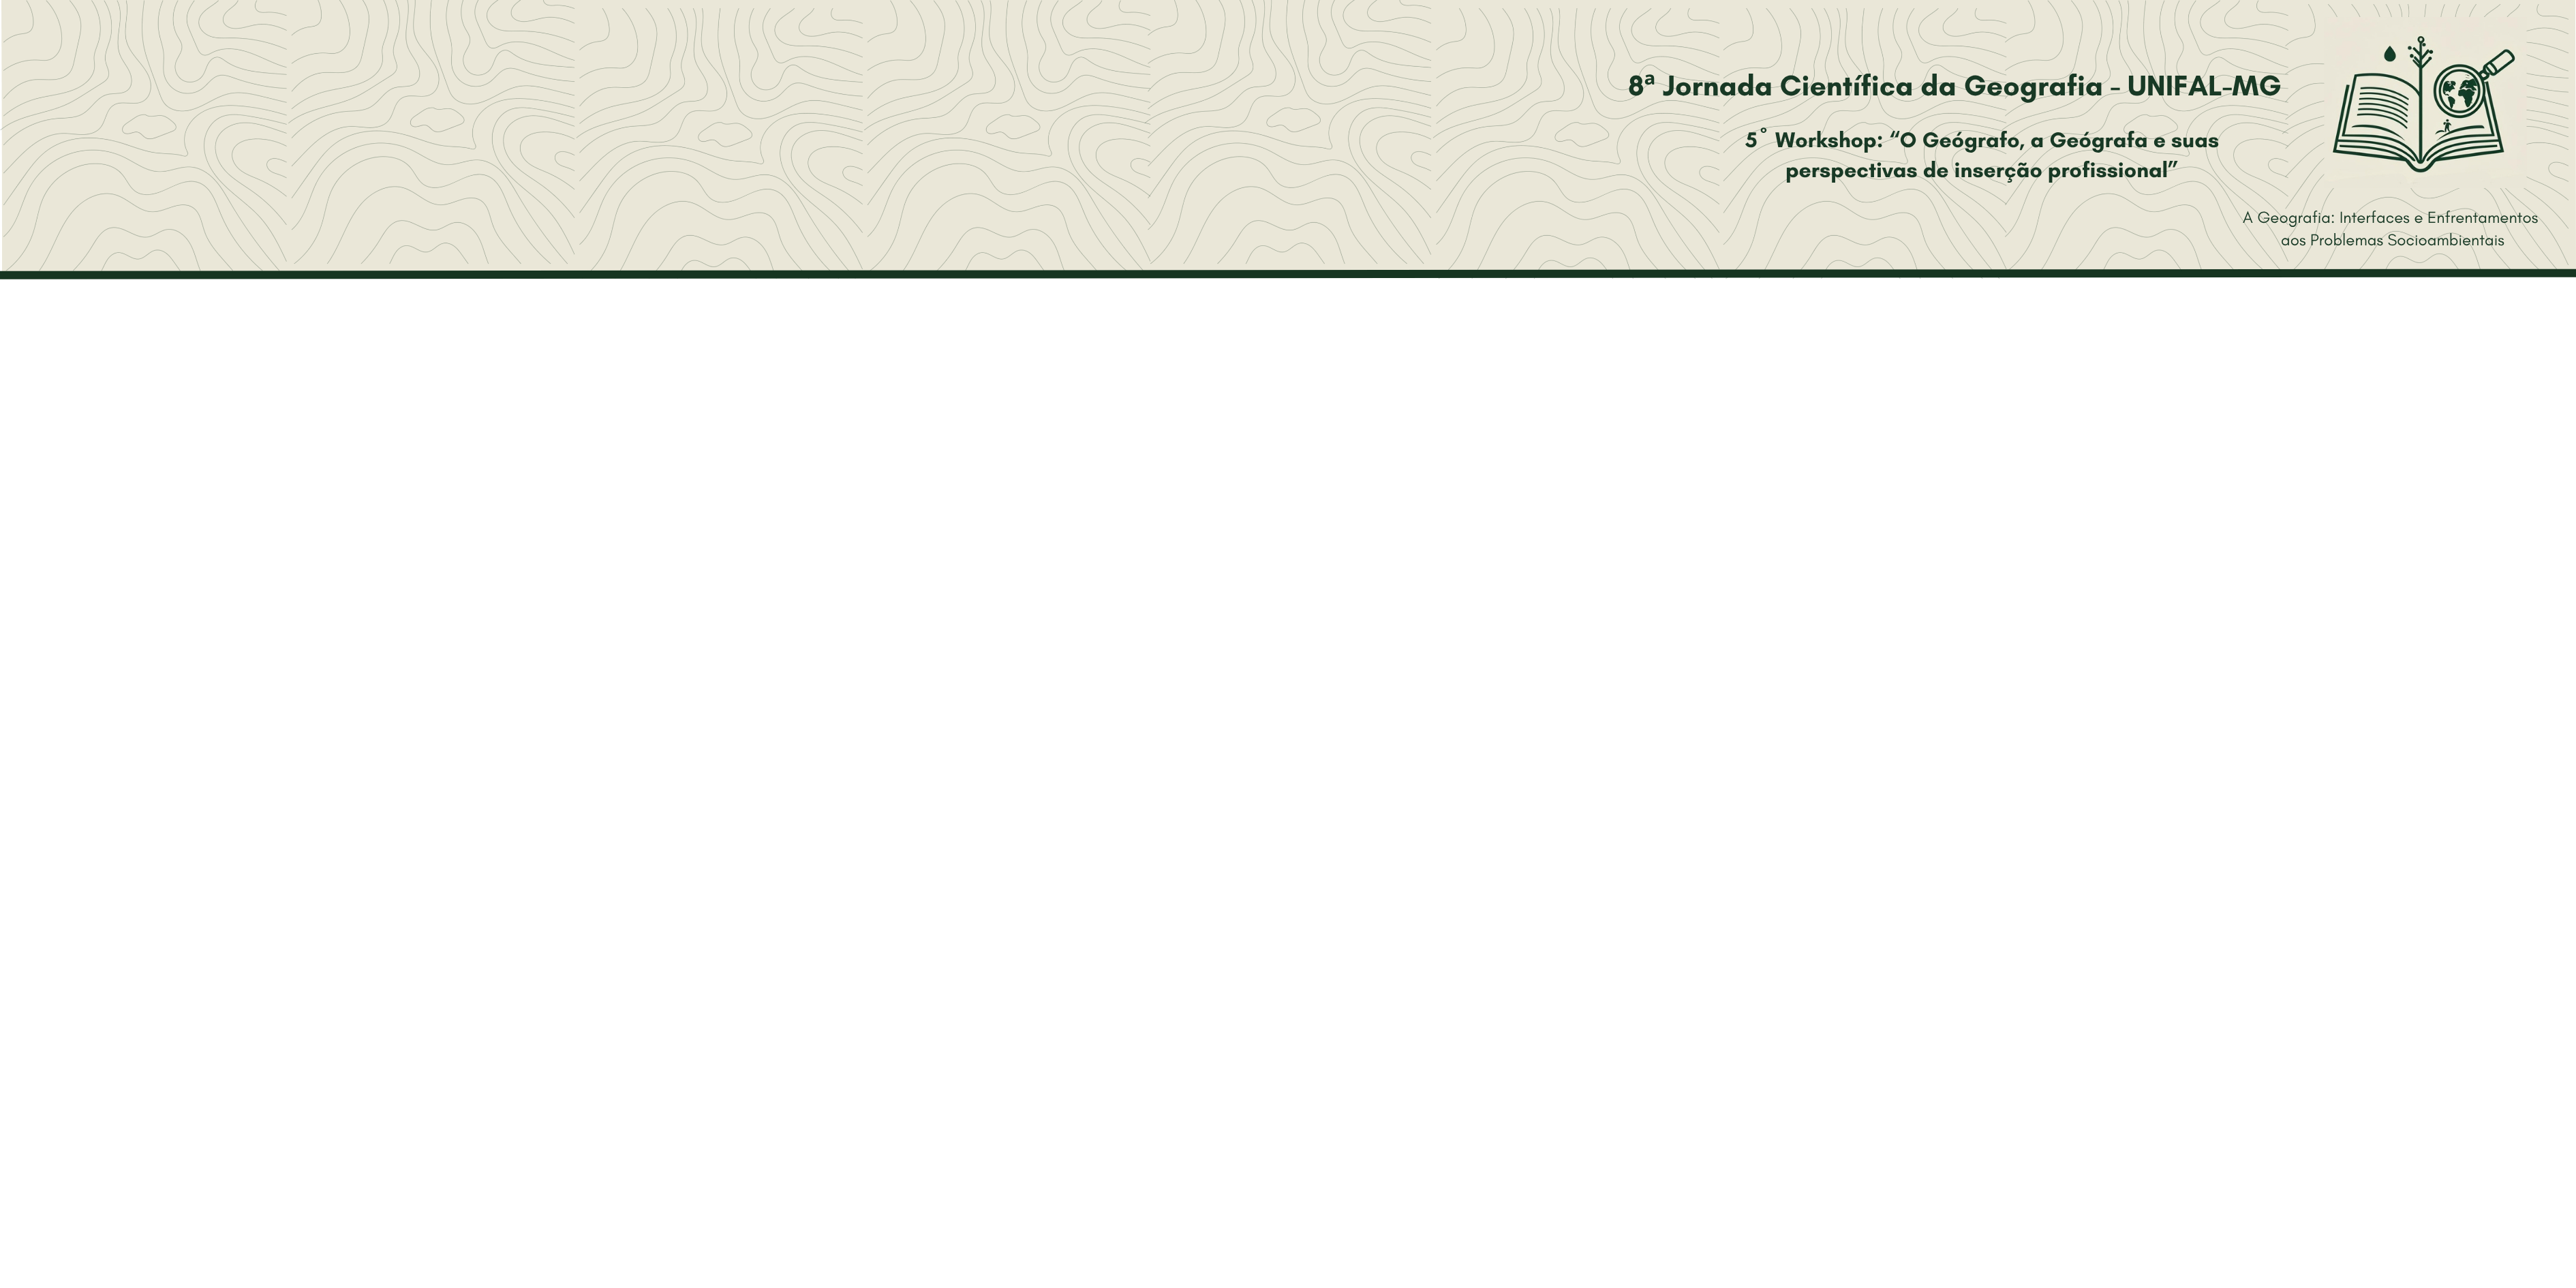 8ª Jornada Científica da Geografia - UNIFAL-MG
5° Workshop: “O Geógrafo, a Geógrafa e suas
perspectivas de inserção profissional”
A Geografia: Interfaces e Enfrentamentos
aos Problemas Socioambientais